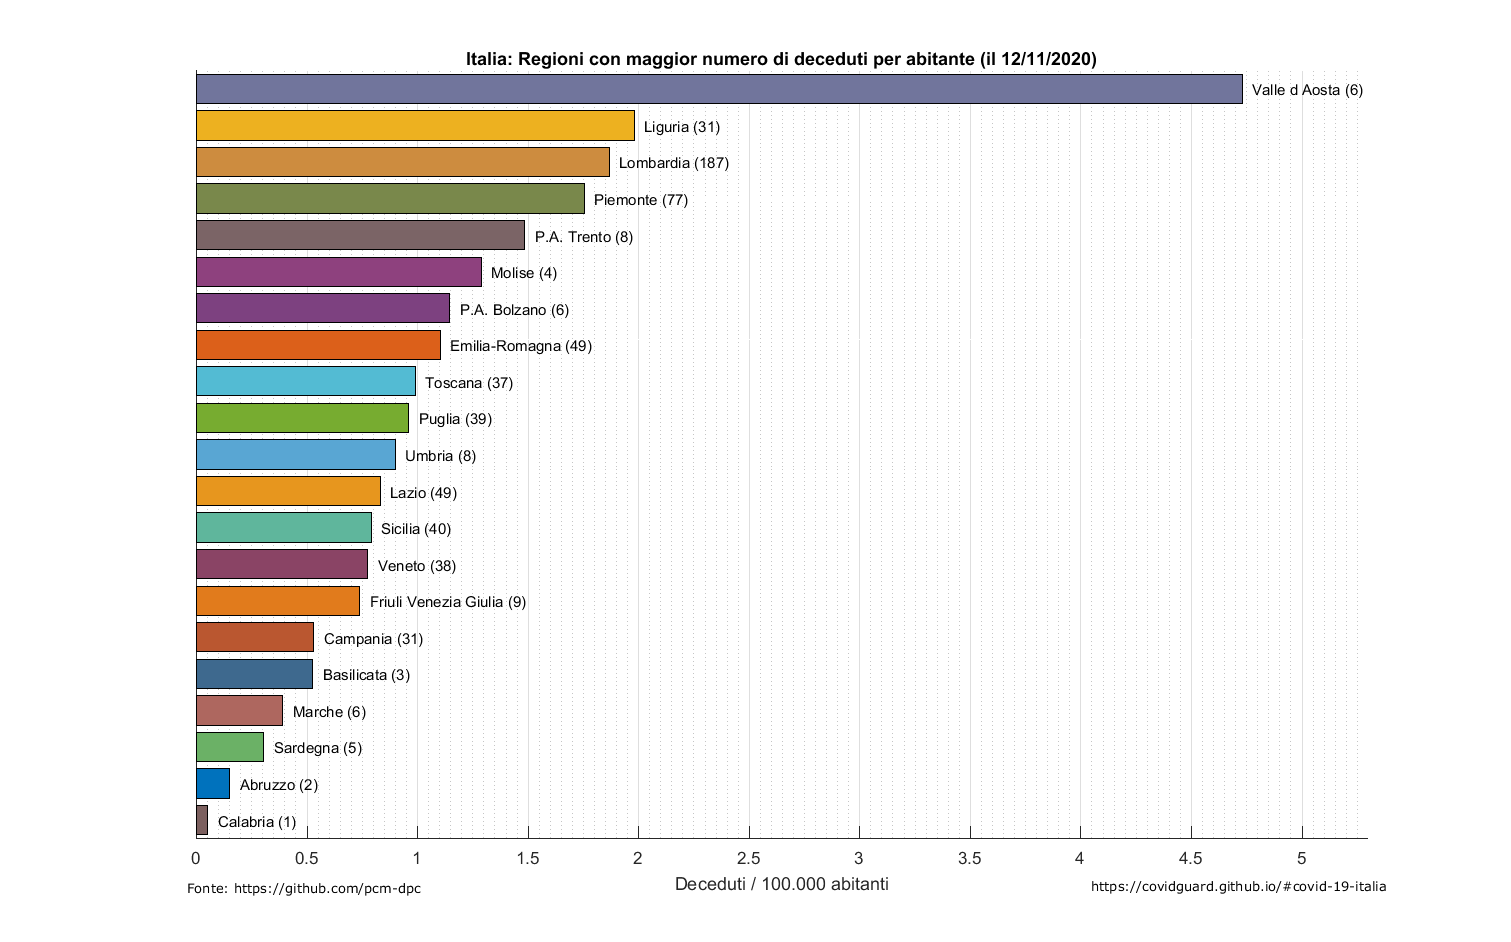 Italia: Regioni con maggior numero di deceduti per abitante (il 12/11/2020)
Valle d Aosta (6)
Liguria (31)
Lombardia (187)
Piemonte (77)
P.A. Trento (8)
Molise (4)
P.A. Bolzano (6)
Emilia-Romagna (49)
Toscana (37)
Puglia (39)
Umbria (8)
Lazio (49)
Sicilia (40)
Veneto (38)
Friuli Venezia Giulia (9)
Campania (31)
Basilicata (3)
Marche (6)
Sardegna (5)
Abruzzo (2)
Calabria (1)
0 0.5 1 1.5 2 2.5 3 3.5 4 4.5 5
Deceduti / 100.000 abitanti
Fonte: https://github.com/pcm-dpc
https://covidguard.github.io/#covid-19-italia